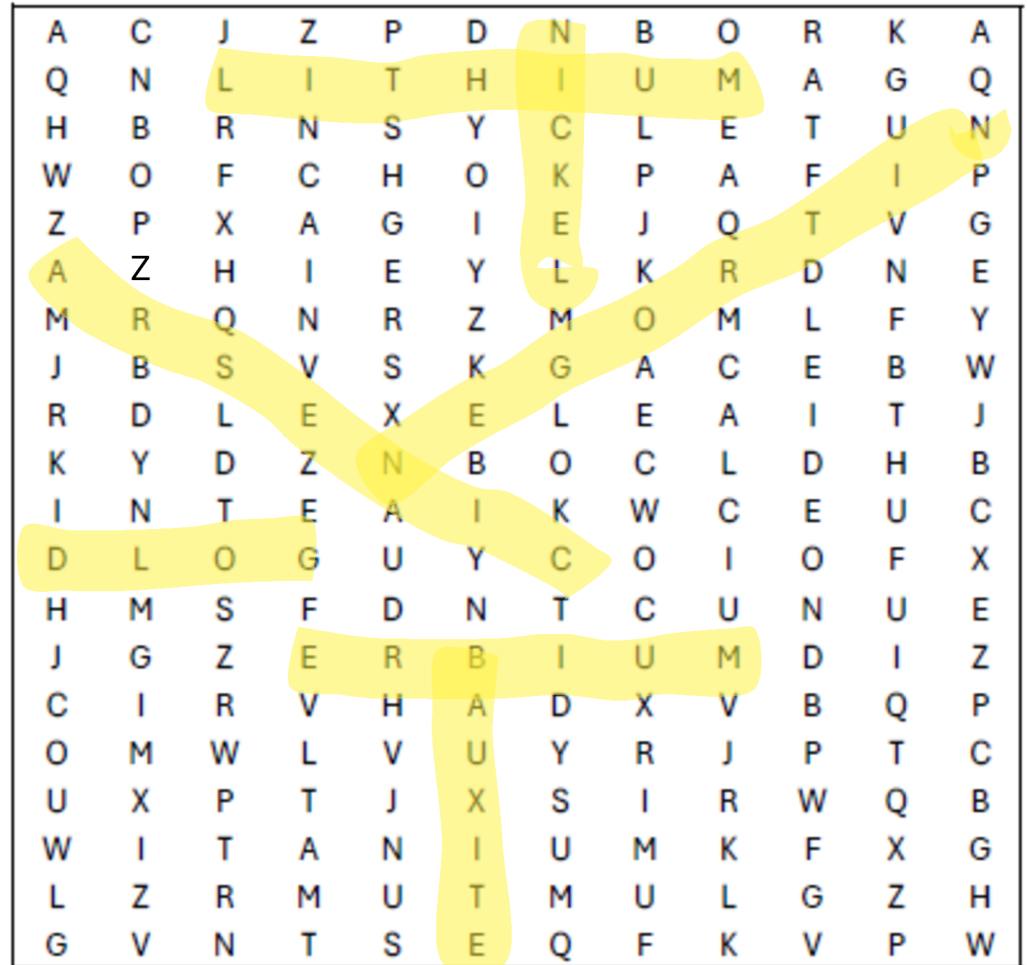 A C J Z P D N B O R K A
Q N L I T H I U M A G Q
H B R N S Y C L E T U N
W O F C H O K P A F I P
Z P X A G I E J Q T V G
A Z H I E Y L K R D N E
M R Q N R Z M O M L F Y
J B S V S K G A C E B W
R D L E X E L E A I T J
K Y D Z N B O C L D H B
I N T E A I K W C E U C
D L O G U Y C O I O F X
H M S F D N T C U N U E
J G Z E R B I U M D I Z
C I R V H A D X V B Q P
O M W L V U Y R J P T C
U X P T J X S I R W Q B
W I T A N I U M K F X G
L Z R M U T M U L G Z H
G V N T S E Q F K V P W